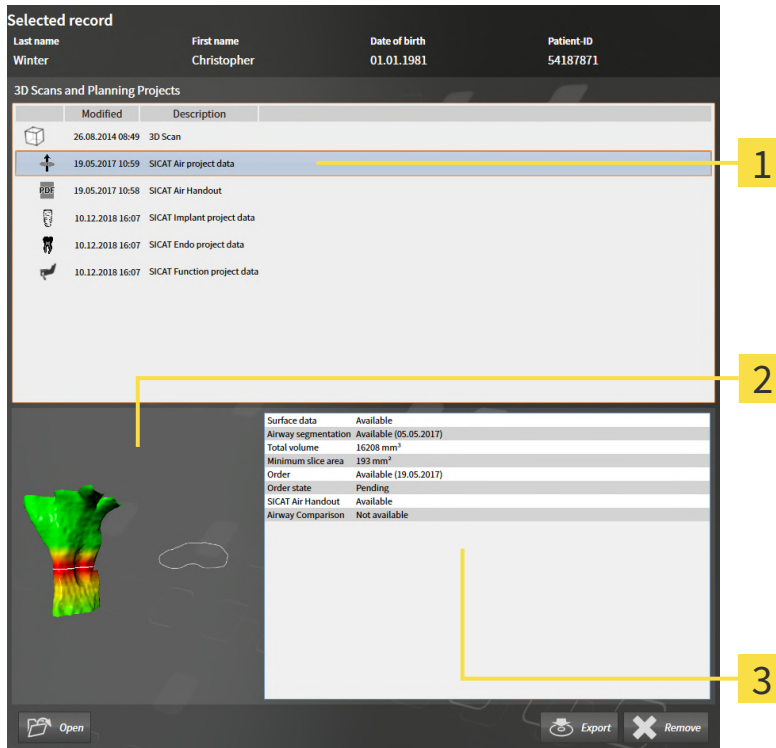 Selected record
Last name First name Date of birth Patient-ID
Winter Christopher 01.01.1981 54187871
3D Scans and Planning Projects
Modified Description
26.08.2014 08:49 3D Scan
1
19.05.2017 10:59 SICAT Air project data
PDF 19.05.2017 10:58 SICAT Air Handout
10.12.2018 16:07 SICAT Implant project data
10.12.2018 16:07 SICAT Endo project data
10.12.2018 16:07 SICAT Function project data
2
Surface data Available
Airway segmentation Available (05.05.2017)
Total volume 16208 mm³
Minimum slice area 193 mm²
Order Available (19.05.2017)
Order state Pending
SICAT Air Handout Available
Airway Comparison Not available
3
Open Export Remove